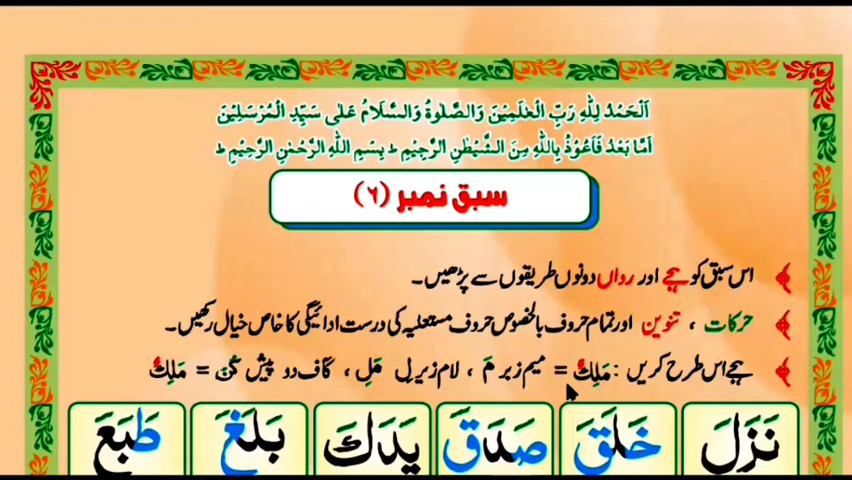 اَلْحَمْدُ لِلّٰهِ رَبِّ الْعٰلَمِيْنَ وَالصَّلٰوةُ وَالسَّلَامُ عَلٰى سَيِّدِ الْمُرْسَلِيْنَ
اَمَّا بَعْدُ فَاَعُوْذُ بِاللّٰهِ مِنَ الشَّيْطٰنِ الرَّجِيْمِ ؕ بِسْمِ اللّٰهِ الرَّحْمٰنِ الرَّحِيْمِ ؕ
سبق نمبر (٦)
اس سبق کو ہجے اور رواں دونوں طریقوں سے پڑھیں۔
حرکات ، تنوین اور تمام حروف بالخصوص حروف مستعلیہ کی درست ادائیگی کا خاص خیال رکھیں۔
ہجے اس طرح کریں : مَلِكٌ = میم زبر مَ ، لام زیر لِ مَلِ ، کاف دو پیش كٌ = مَلِكٌ
نَزَلَ خَلَقَ صَدَقَ يَدَكَ بَلَغَ طَبَعَ